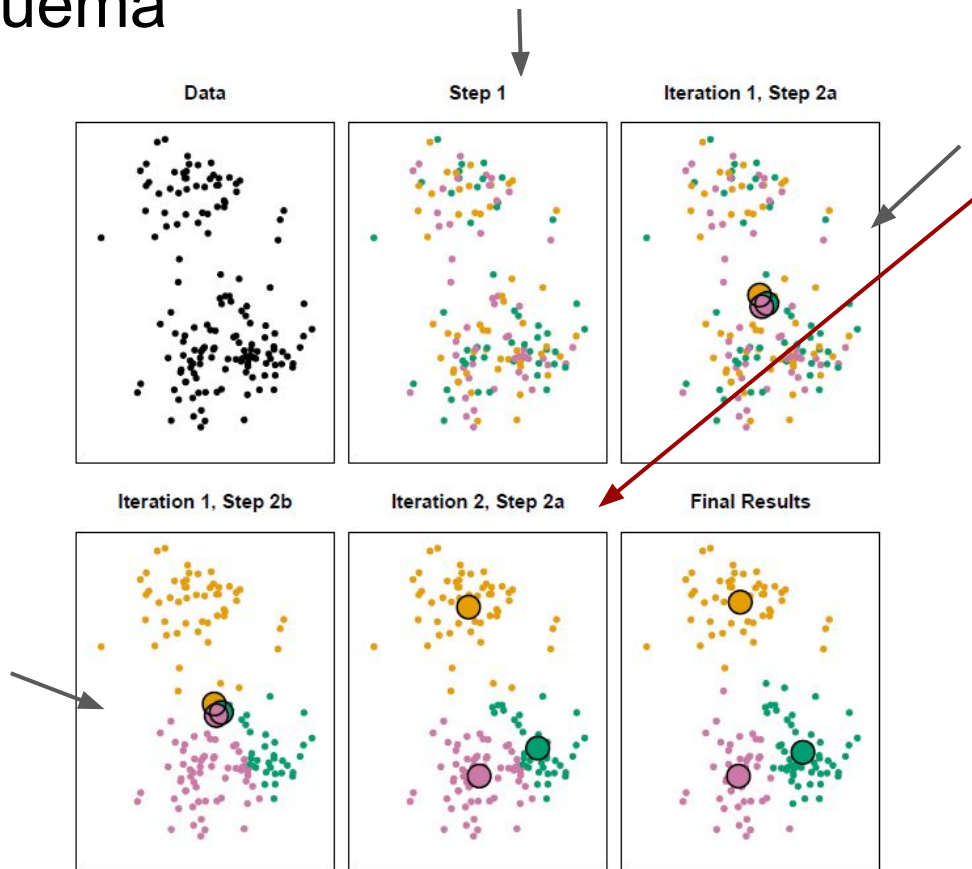 uema
Data
Step 1
Iteration 1, Step 2a
Iteration 1, Step 2b
Iteration 2, Step 2a
Final Results